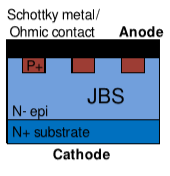 Schottky metal/
Ohmic contact Anode
P+
JBS
N- epi
N+ substrate
Cathode